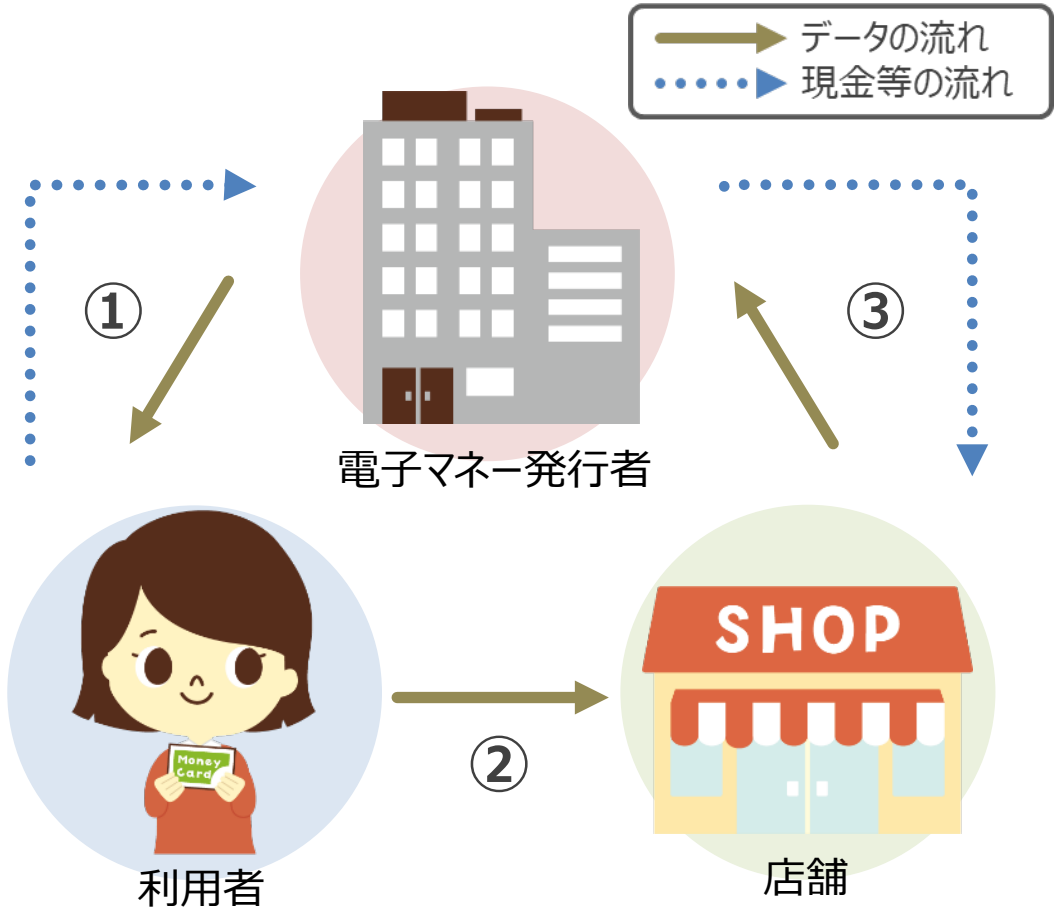 データの流れ
現金等の流れ
①
③
電子マネー発行者
SHOP
Money
Card
②
利用者
店舗